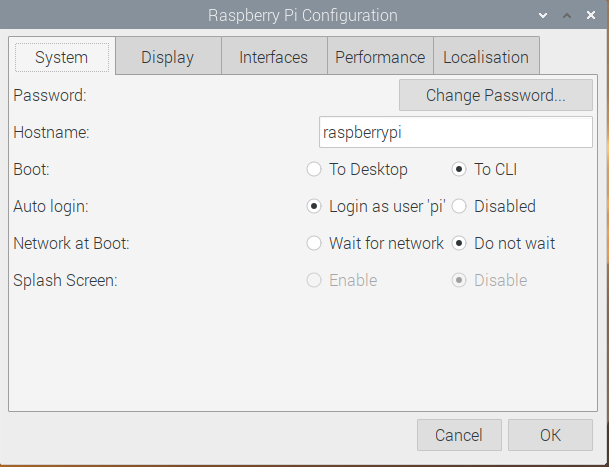 Raspberry Pi Configuration
System Display Interfaces Performance Localisation
Password: Change Password...
Hostname: raspberrypi
Boot: To Desktop To CLI
Auto login: Login as user 'pi' Disabled
Network at Boot: Wait for network Do not wait
Splash Screen: Enable Disable
Cancel OK